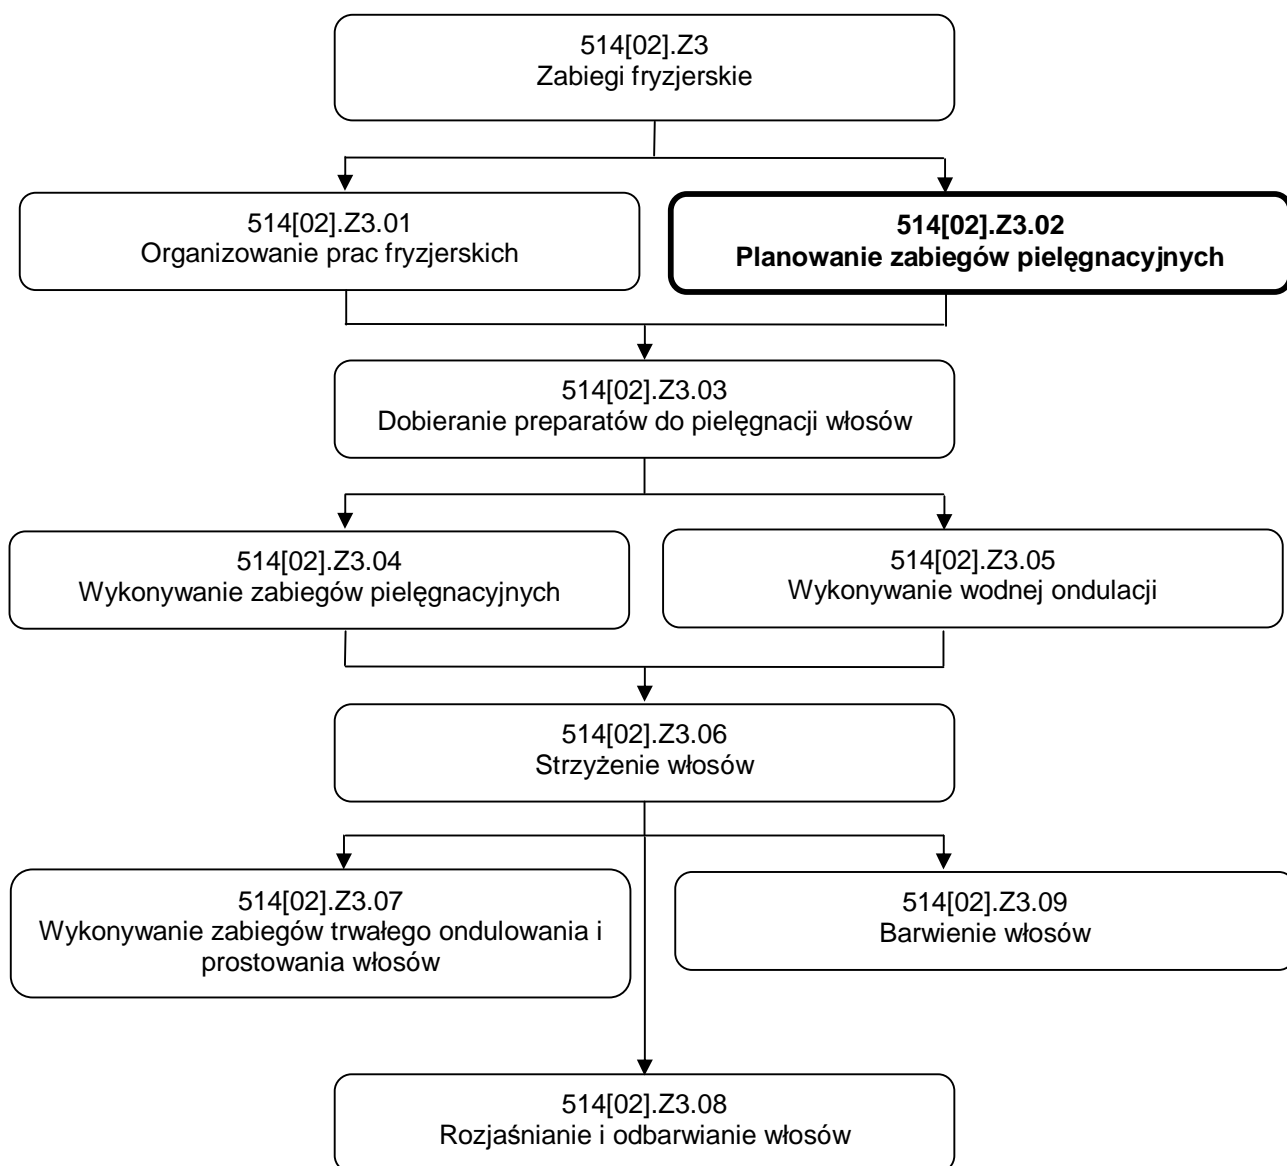 514[02].Z3
Zabiegi fryzjerskie
514[02].Z3.01
Organizowanie prac fryzjerskich
514[02].Z3.02
Planowanie zabiegów pielęgnacyjnych
514[02].Z3.03
Dobieranie preparatów do pielęgnacji włosów
514[02].Z3.04
Wykonywanie zabiegów pielęgnacyjnych
514[02].Z3.05
Wykonywanie wodnej ondulacji
514[02].Z3.06
Strzyżenie włosów
514[02].Z3.07
Wykonywanie zabiegów trwałego ondulowania i
prostowania włosów
514[02].Z3.09
Barwienie włosów
514[02].Z3.08
Rozjaśnianie i odbarwianie włosów